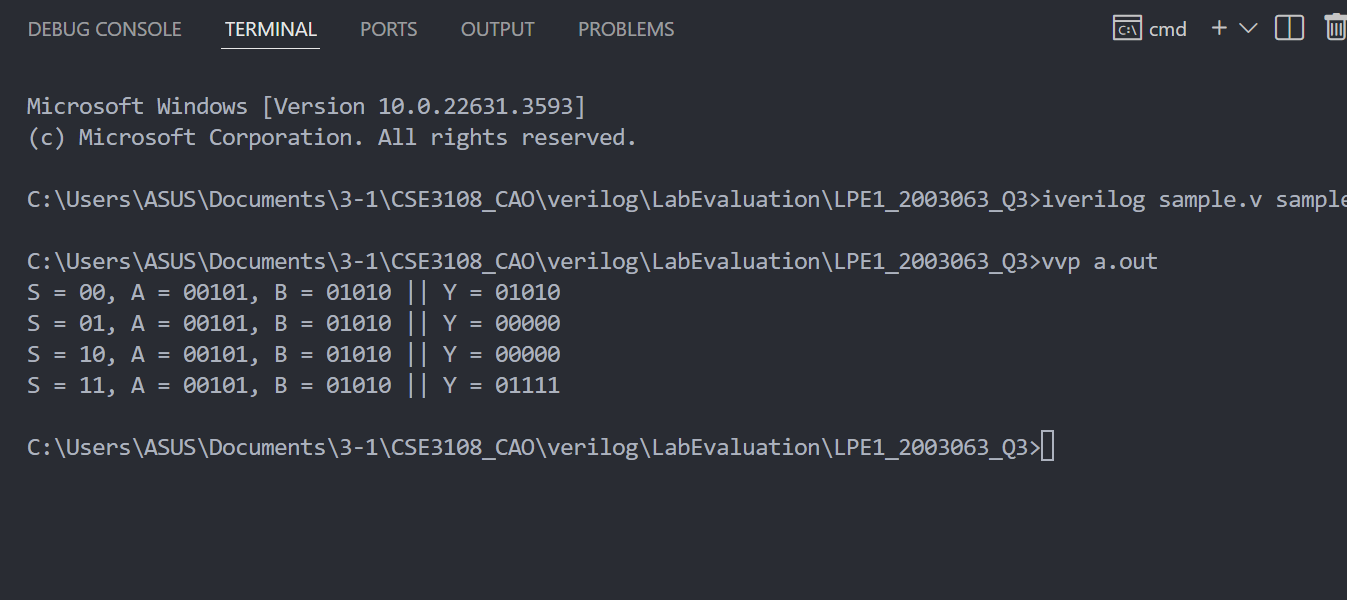 DEBUG CONSOLE TERMINAL PORTS OUTPUT PROBLEMS cmd
Microsoft Windows [Version 10.0.22631.3593]
(c) Microsoft Corporation. All rights reserved.
C:\Users\ASUS\Documents\3-1\CSE3108_CAO\verilog\LabEvaluation\LPE1_2003063_Q3>iverilog sample.v sample
C:\Users\ASUS\Documents\3-1\CSE3108_CAO\verilog\LabEvaluation\LPE1_2003063_Q3>vvp a.out
S = 00, A = 00101, B = 01010 || Y = 01010
S = 01, A = 00101, B = 01010 || Y = 00000
S = 10, A = 00101, B = 01010 || Y = 00000
S = 11, A = 00101, B = 01010 || Y = 01111
C:\Users\ASUS\Documents\3-1\CSE3108_CAO\verilog\LabEvaluation\LPE1_2003063_Q3>